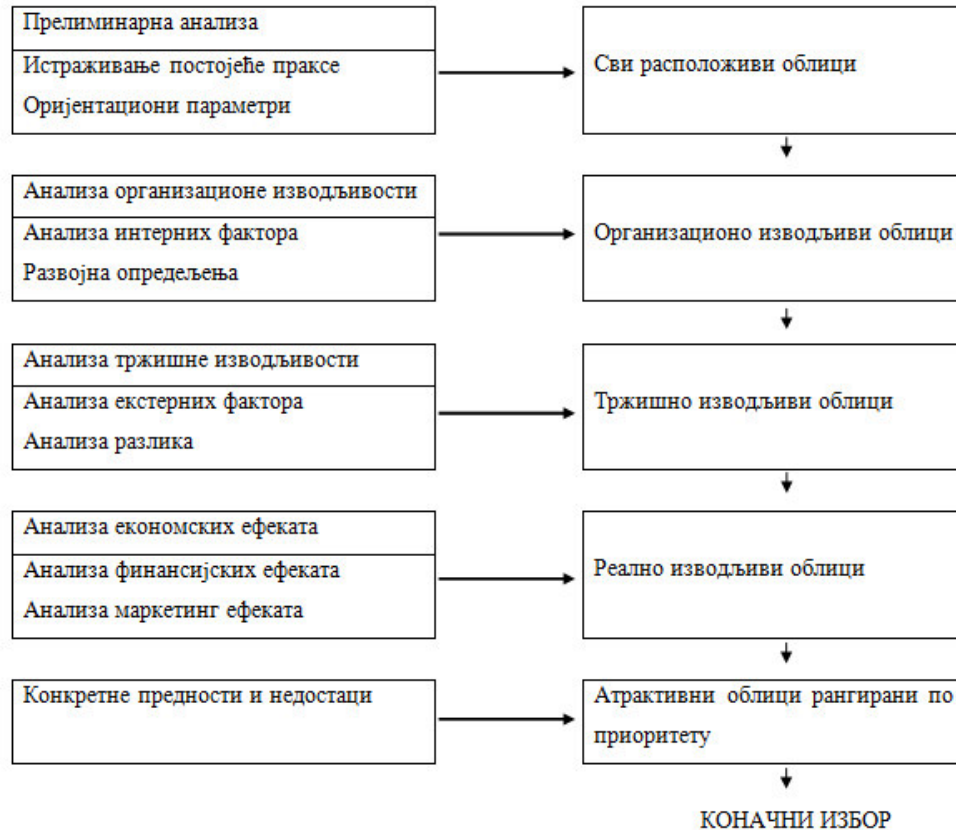 Прелиминарна анализа
Истраживање постојеће праксе
Оријентациони параметри
Сви расположиви облици
Анализа организационе изводљивости
Анализа интерних фактора
Развојна опредељења
Организационо изводљиви облици
Анализа тржишне изводљивости
Анализа екстерних фактора
Анализа разлика
Тржишно изводљиви облици
Анализа економских ефеката
Анализа финансијских ефеката
Анализа маркетинг ефеката
Реално изводљиви облици
Конкретне предности и недостаци
Атрактивни облици рангирани по
приоритету
КОНАЧНИ ИЗБОР